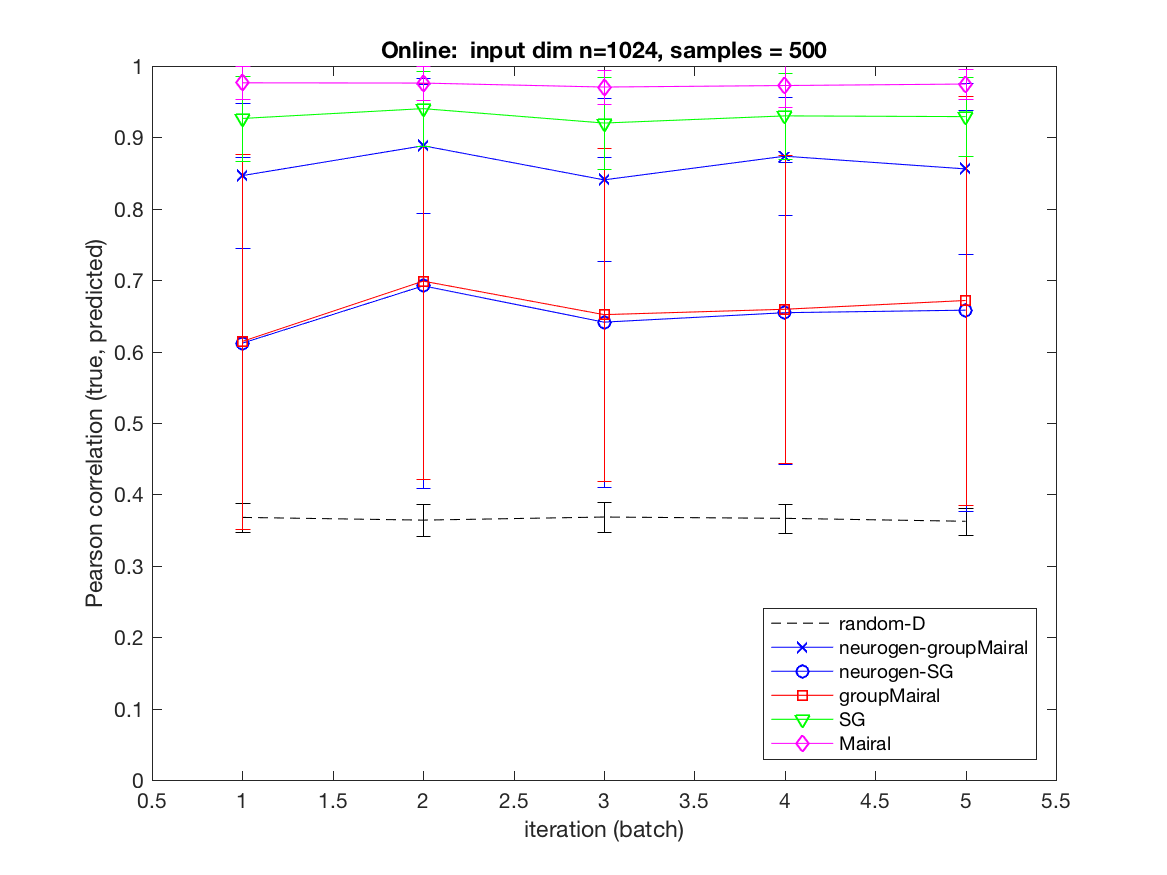 Online:  input dim n=1024, samples = 500
Pearson correlation (true, predicted)
1
0.9
0.8
0.7
0.6
0.5
0.4
0.3
0.2
0.1
0
0.5
1
1.5
2
2.5
3
3.5
4
4.5
5
5.5
iteration (batch)
random-D
neurogen-groupMairal
neurogen-SG
groupMairal
SG
Mairal